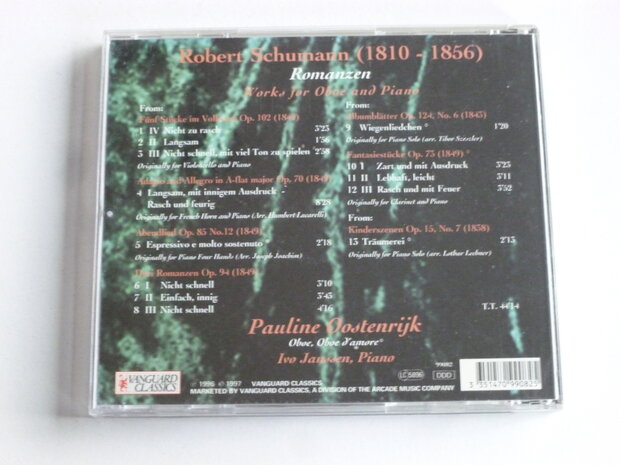 Robert Schumann (1810 - 1856)
Romanzen
Works for Oboe and Piano
From:
Fünf Stücke im Volkston Op. 102 (1849)
1 IV Nicht zu rasch 3'23
2 II Langsam
3 III Nicht schnell, mit viel Ton zu spielen 2'58
Originally for Violoncello and Piano
Adagio and Allegro in A-flat major Op. 70 (1849)
4 Langsam, mit innigem Ausdruck -
Rasch und feurig 8'28
Originally for French Horn and Piano (Arr. Humbert Lucarelli)
Abendlied Op. 85 No.12 (1849)
5 Espressivo e molto sostenuto ° 2'18
Originally for Piano Four Hands (Arr. Joseph Joachim)
Drei Romanzen Op. 94 (1849)
6 I Nicht schnell 3'10
7 II Einfach, innig 3'45
8 III Nicht schnell 4'16
From:
Albumblätter Op. 124, No. 6 (1843)
9 Wiegenliedchen ° 1'20
Originally for Piano Solo (arr. Tibor Szeszler)
Fantasiestücke Op. 73 (1849) °
10 I Zart und mit Ausdruck 3'23
11 II Lebhaft, leicht 3'11
12 III Rasch und mit Feuer 3'52
Originally for Clarinet and Piano
From:
Kinderszenen Op. 15, No. 7 (1838)
13 Träumerei ° 2'13
Originally for Piano Solo (arr. Lothar Lechner)
T.T. 44'14
Pauline Oostenrijk
Oboe, Oboe d'amore°
Ivo Janssen, Piano
VANGUARD
CLASSICS
℗ 1996 © 1997 VANGUARD CLASSICS
MARKETED BY VANGUARD CLASSICS, A DIVISION OF THE ARCADE MUSIC COMPANY
99082
LC 5896 DDD
3 351470 990825